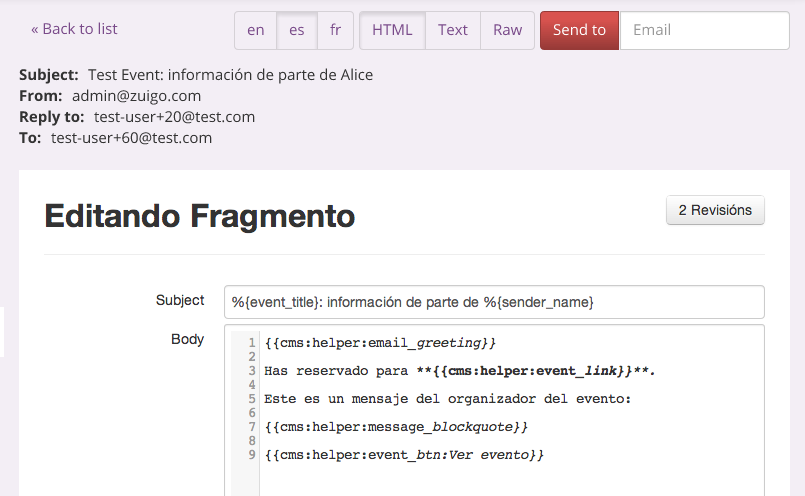 « Back to list en es fr HTML Text Raw Send to Email
Subject: Test Event: información de parte de Alice
From: admin@zuigo.com
Reply to: test-user+20@test.com
To: test-user+60@test.com
Editando Fragmento 2 Revisións
Subject %{event_title}: información de parte de %{sender_name}
Body
1 {{cms:helper:email_greeting}}
2
3 Has reservado para **{{cms:helper:event_link}}**.
4
5 Este es un mensaje del organizador del evento:
6
7 {{cms:helper:message_blockquote}}
8
9 {{cms:helper:event_btn:Ver evento}}